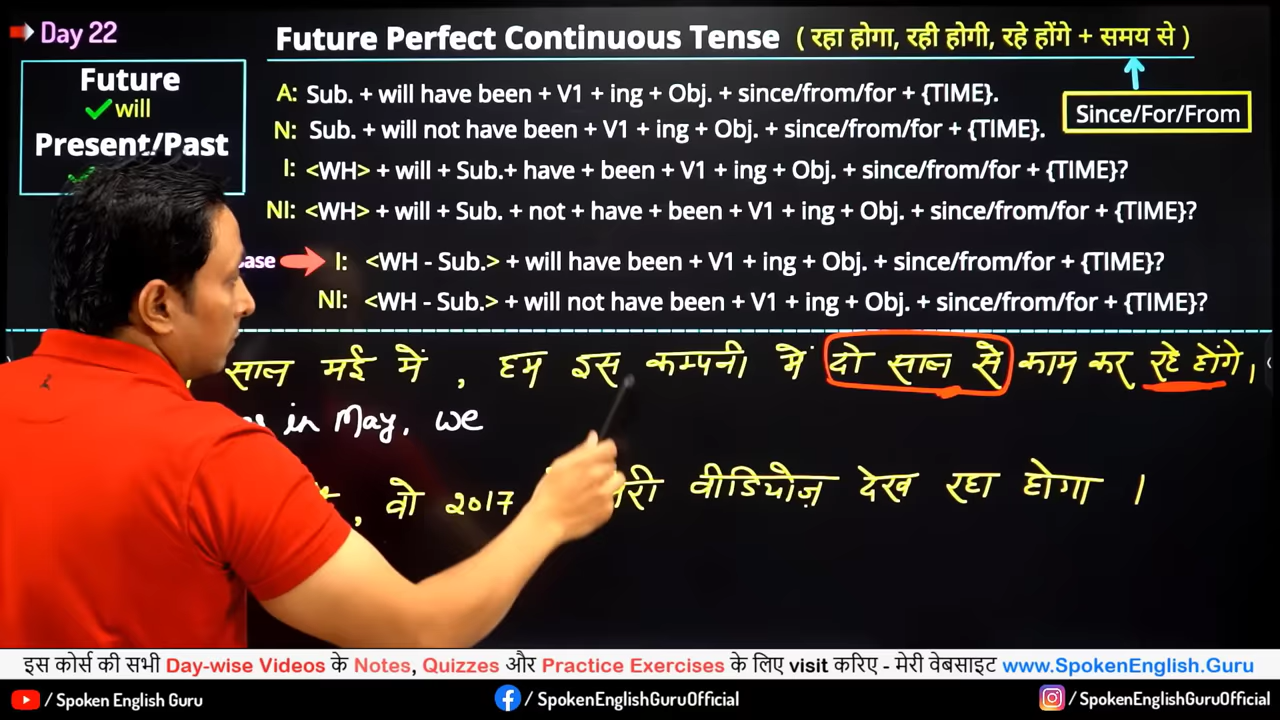 Day 22
Future Perfect Continuous Tense ( रहा होगा, रही होगी, रहे होंगे + समय से )
Future
will
Present/Past
Since/For/From
A: Sub. + will have been + V1 + ing + Obj. + since/from/for + {TIME}.
N: Sub. + will not have been + V1 + ing + Obj. + since/from/for + {TIME}.
I: <WH> + will + Sub.+ have + been + V1 + ing + Obj. + since/from/for + {TIME}?
NI: <WH> + will + Sub. + not + have + been + V1 + ing + Obj. + since/from/for + {TIME}?
I: <WH - Sub.> + will have been + V1 + ing + Obj. + since/from/for + {TIME}?
NI: <WH - Sub.> + will not have been + V1 + ing + Obj. + since/from/for + {TIME}?
साल मई में , हम इस कम्पनी में दो साल से काम कर रहे होंगे ।
in May, we
, वो 2017 वीडियोज़ देख रहा होगा ।
इस कोर्स की सभी Day-wise Videos के Notes, Quizzes और Practice Exercises के लिए visit करिए - मेरी वेबसाइट www.SpokenEnglish.Guru
/ Spoken English Guru
/ SpokenEnglishGuruOfficial
/ SpokenEnglishGuruOfficial